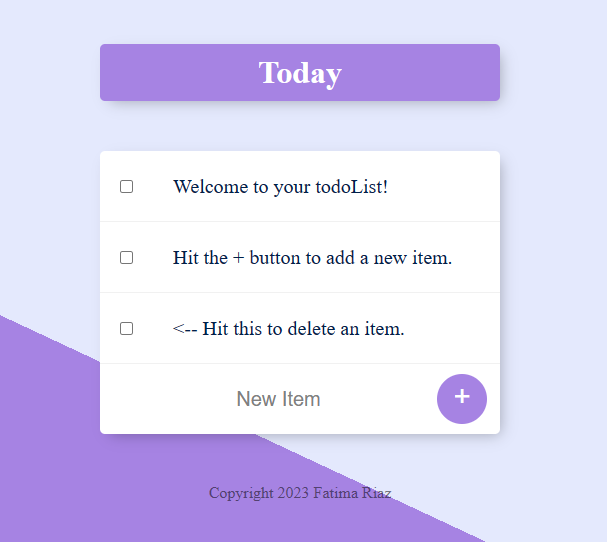 Today
Welcome to your todoList!
Hit the + button to add a new item.
<-- Hit this to delete an item.
New Item
+
Copyright 2023 Fatima Riaz